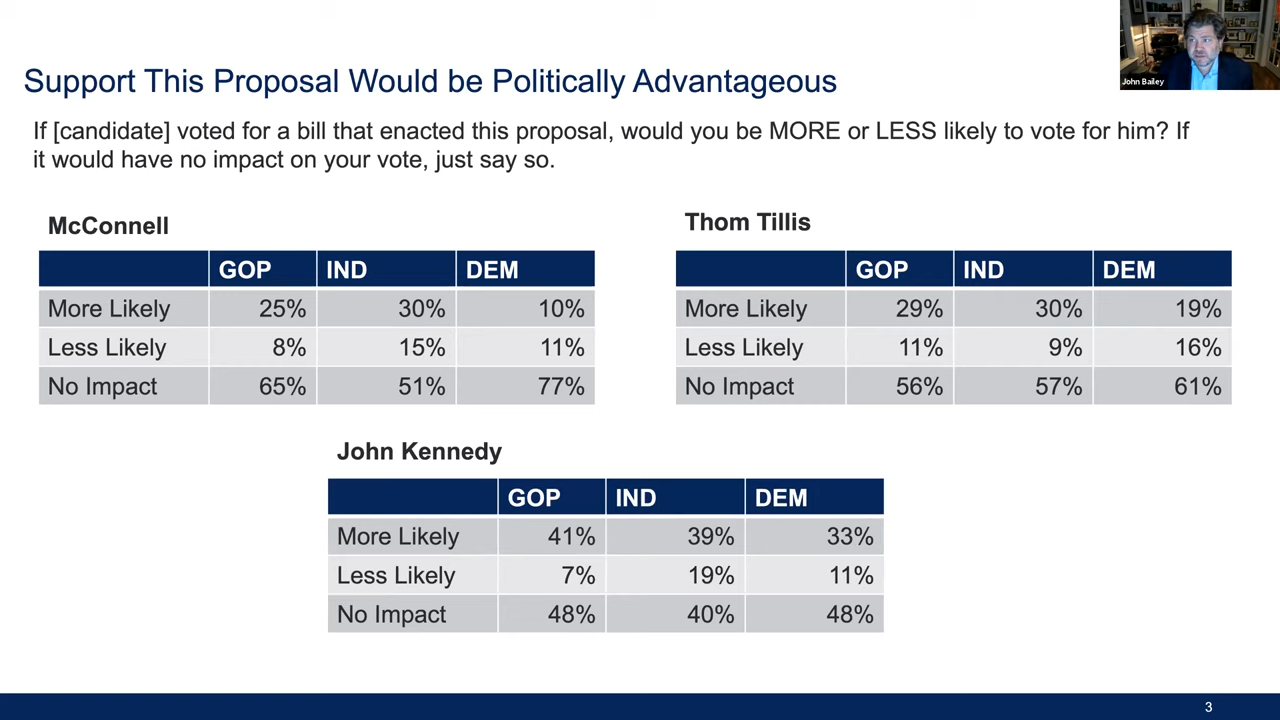 John Bailey
Support This Proposal Would be Politically Advantageous
If [candidate] voted for a bill that enacted this proposal, would you be MORE or LESS likely to vote for him? If
it would have no impact on your vote, just say so.
McConnell
GOP IND DEM
More Likely 25% 30% 10%
Less Likely 8% 15% 11%
No Impact 65% 51% 77%
Thom Tillis
GOP IND DEM
More Likely 29% 30% 19%
Less Likely 11% 9% 16%
No Impact 56% 57% 61%
John Kennedy
GOP IND DEM
More Likely 41% 39% 33%
Less Likely 7% 19% 11%
No Impact 48% 40% 48%
3